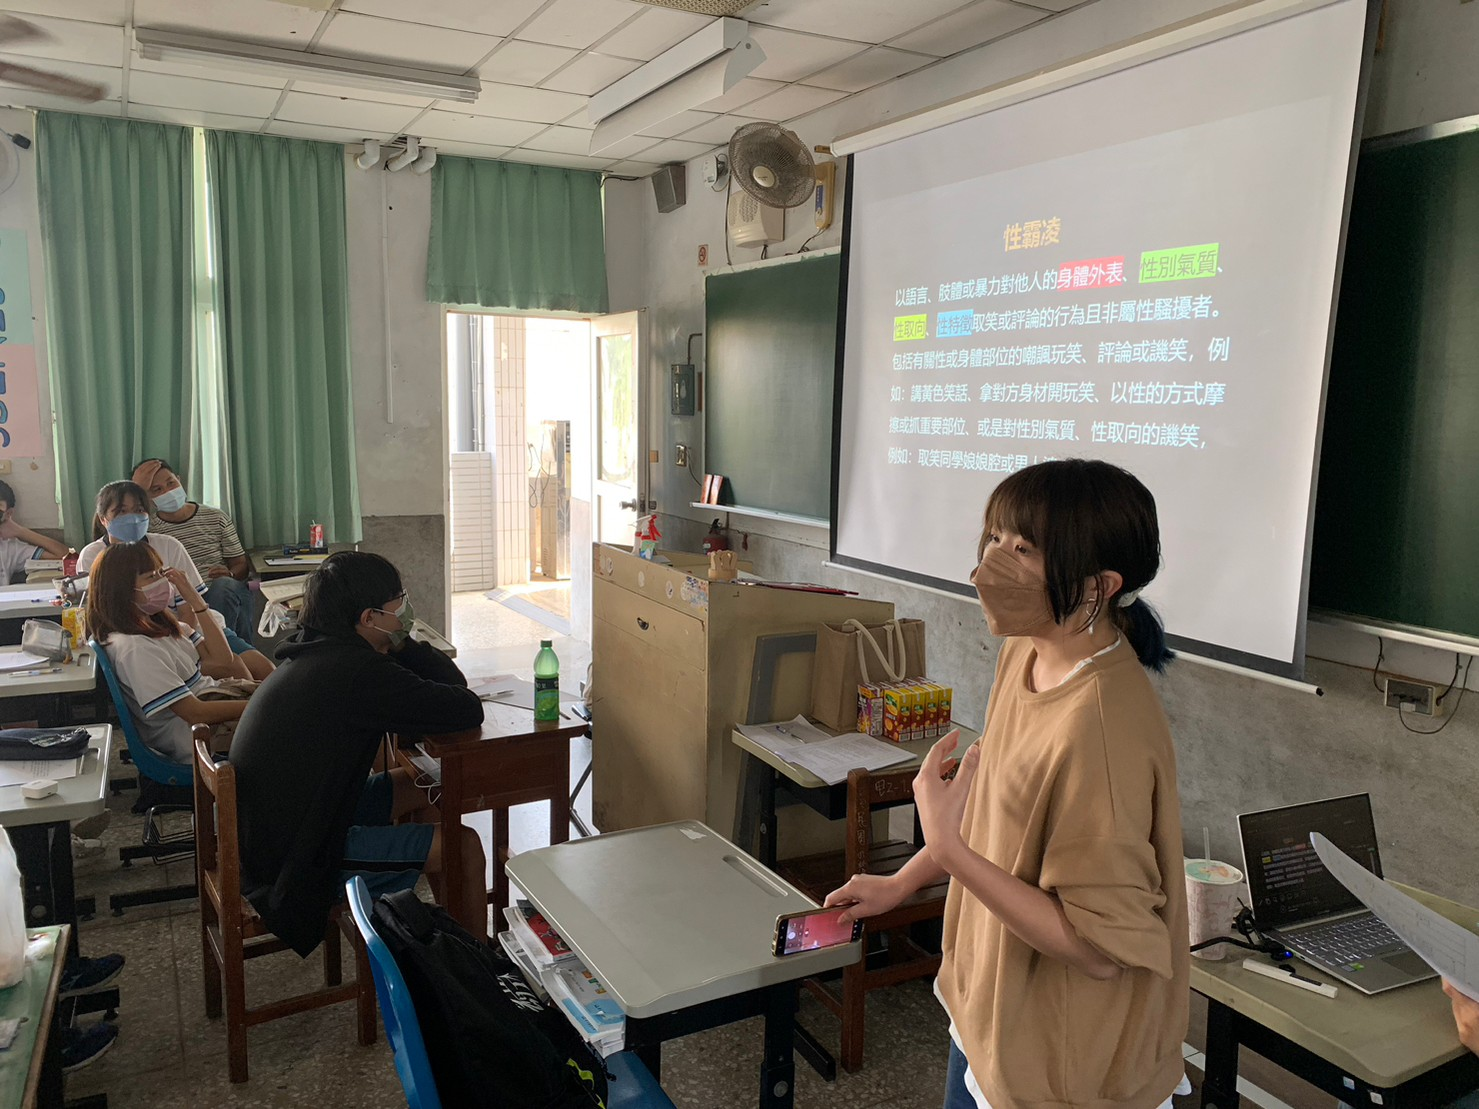 性霸凌
以語言、肢體或暴力對他人的身體外表、性別氣質、
性取向、性特徵取笑或評論的行為且非屬性騷擾者。
包括有關性或身體部位的嘲諷玩笑、評論或譏笑，例
如：講黃色笑話、拿對方身材開玩笑、以性的方式摩
擦或抓重要部位、或是對性別氣質、性取向的譏笑，
例如：取笑同學娘娘腔或男人